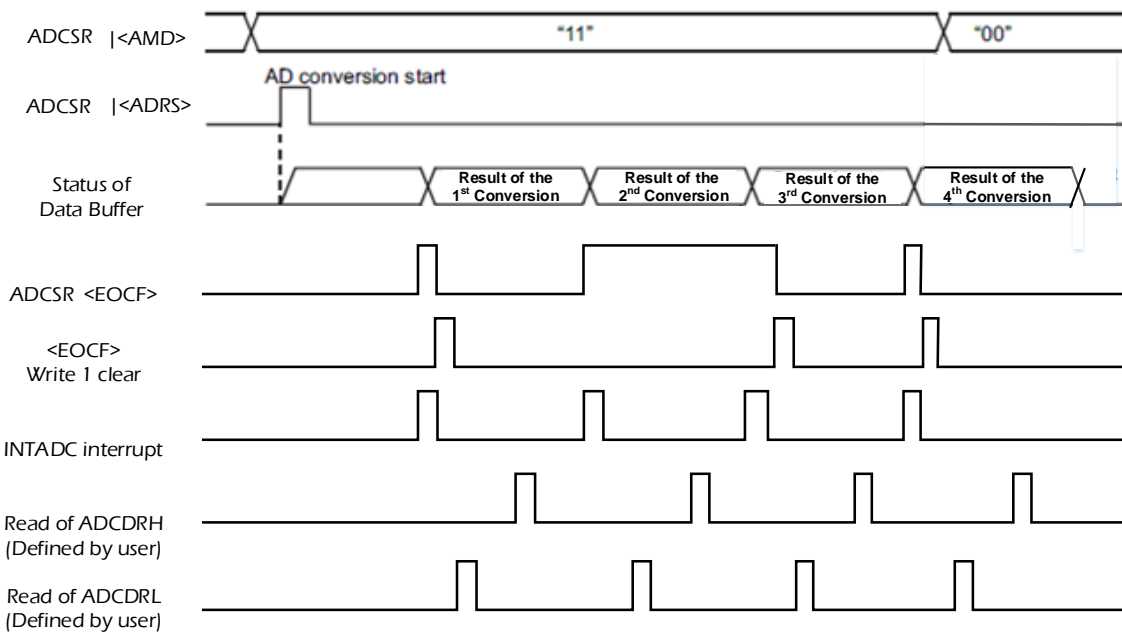 ADCSR |<AMD>
"11"
"00"
AD conversion start
ADCSR |<ADRS>
Status of
Data Buffer
Result of the
1st Conversion
Result of the
2nd Conversion
Result of the
3rd Conversion
Result of the
4th Conversion
ADCSR <EOCF>
<EOCF>
Write 1 clear
INTADC interrupt
Read of ADCDRH
(Defined by user)
Read of ADCDRL
(Defined by user)